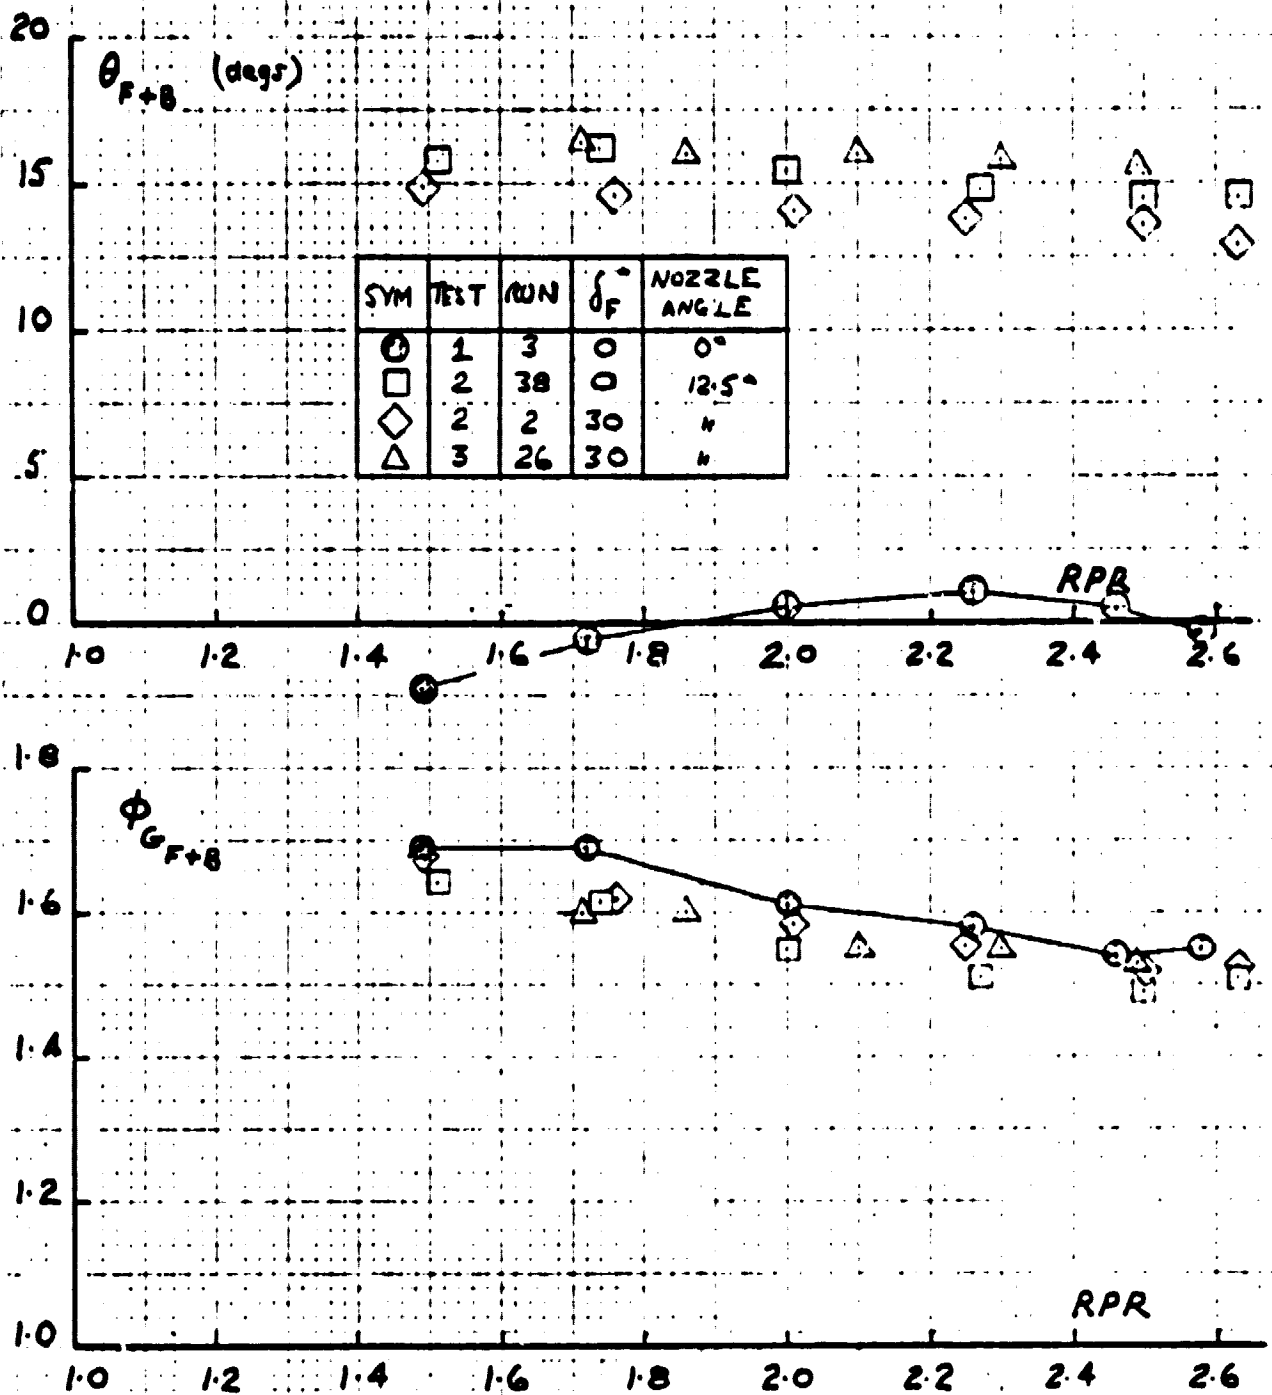 20
θF+B (degs)
15
SYM TEST RUN δF° NOZZLE ANGLE
10
1 3 0 0°
2 38 0 12.5°
2 2 30 "
3 26 30 "
5
RPR
0
1.0 1.2 1.4 1.6 1.8 2.0 2.2 2.4 2.6
1.8
ϕGF+B
1.6
1.4
1.2
RPR
1.0
1.0 1.2 1.4 1.6 1.8 2.0 2.2 2.4 2.6